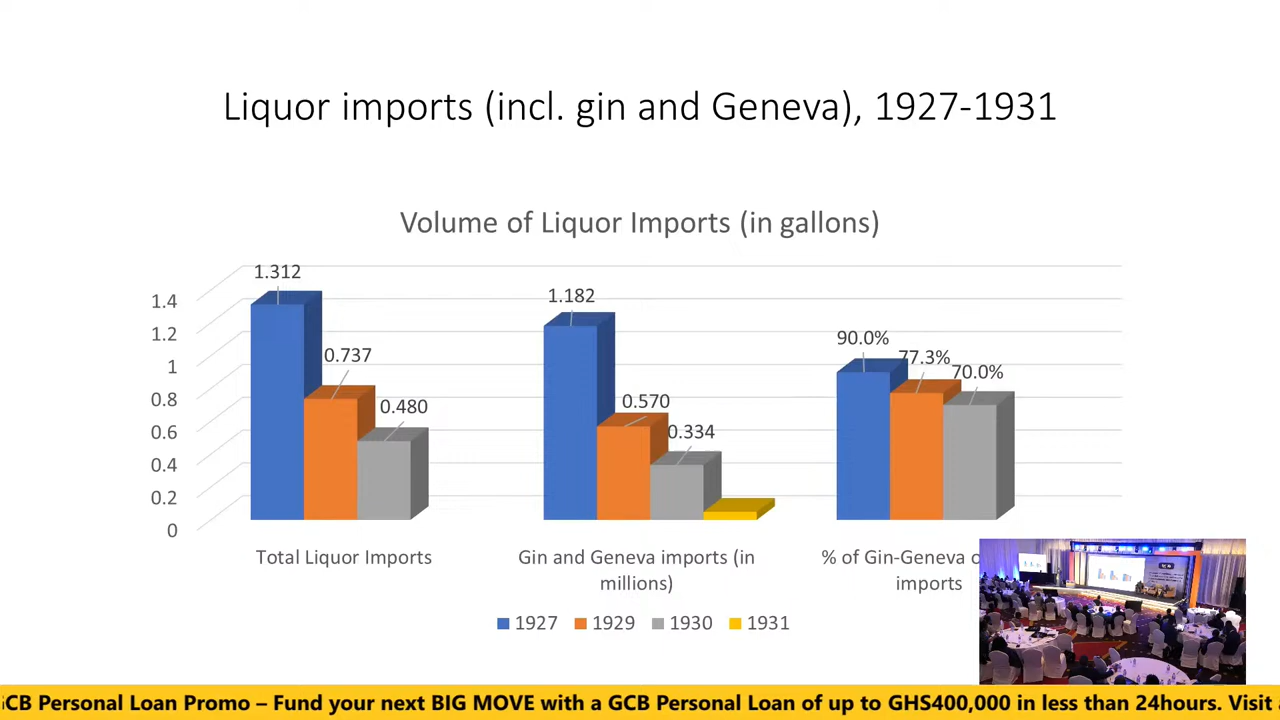 Liquor imports (incl. gin and Geneva), 1927-1931
Volume of Liquor Imports (in gallons)
1.4
1.2
1
0.8
0.6
0.4
0.2
0
1.312
0.737
0.480
1.182
0.570
0.334
90.0%
77.3%
70.0%
Total Liquor Imports
Gin and Geneva imports (in
millions)
% of Gin-Geneva
imports
1927 1929 1930 1931
CB Personal Loan Promo – Fund your next BIG MOVE with a GCB Personal Loan of up to GHS400,000 in less than 24hours. Visit